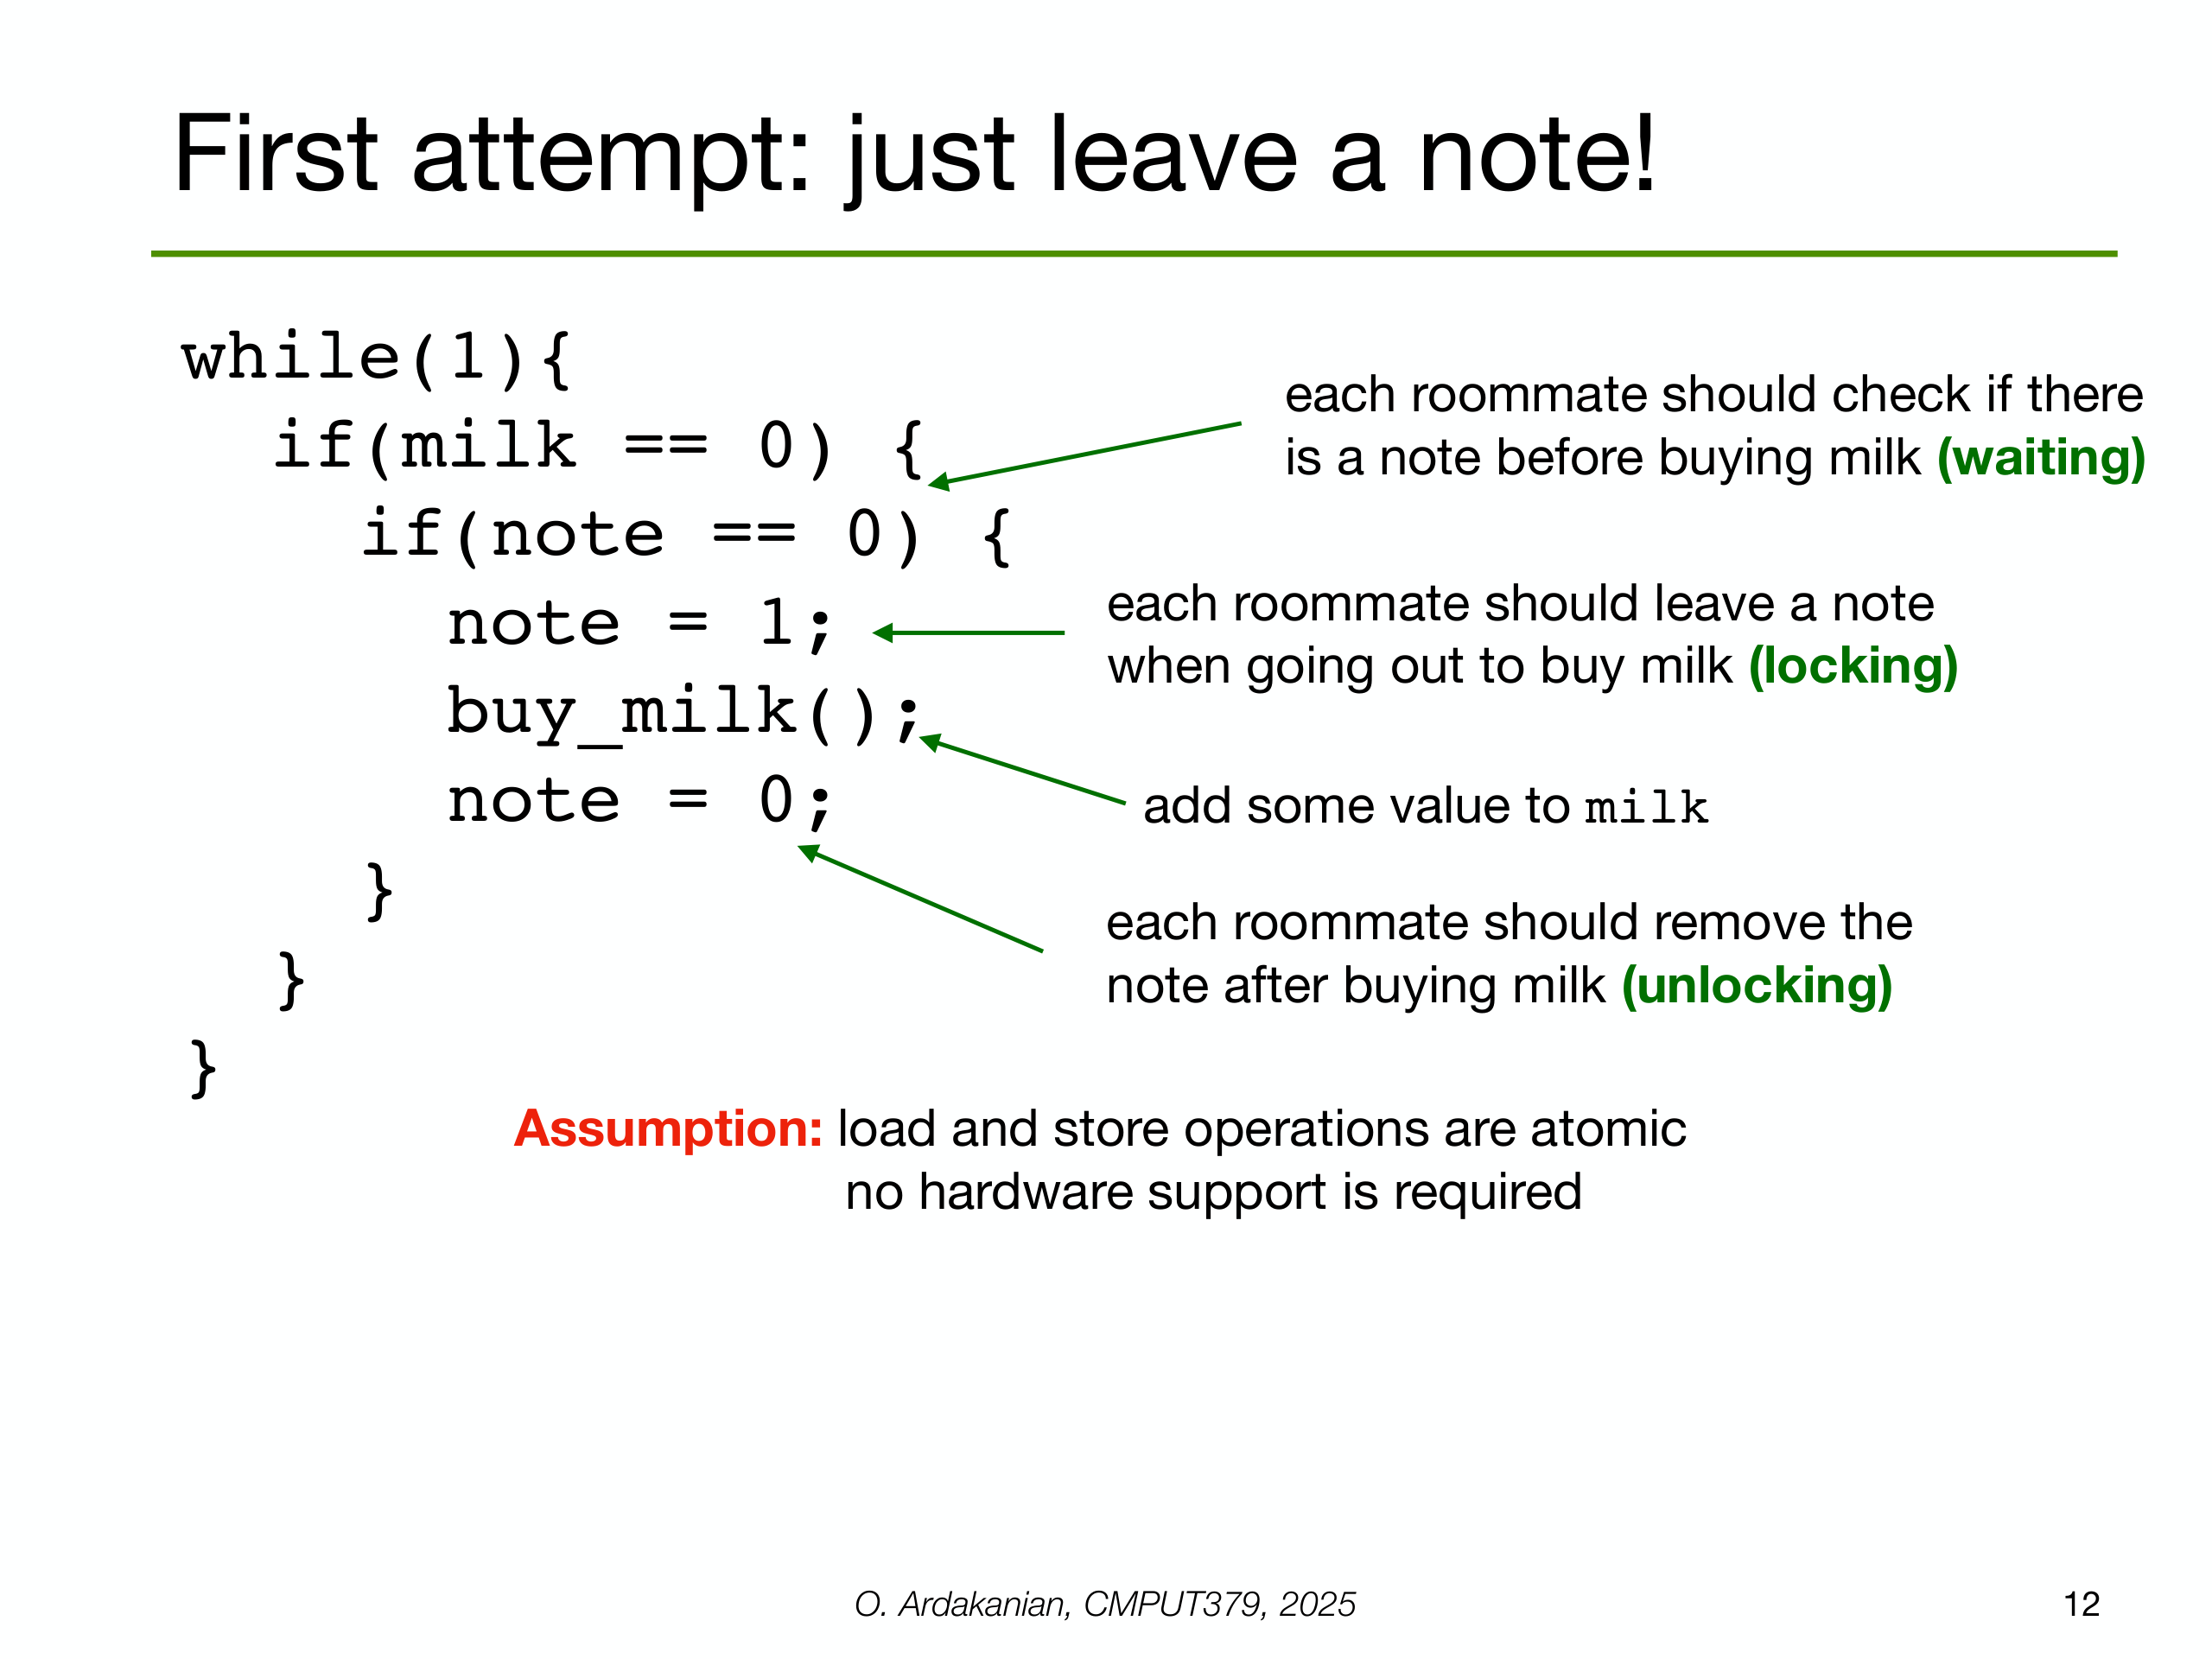 First attempt: just leave a note!
while(1){
if(milk == 0) {
if(note == 0) {
note = 1;
buy_milk();
note = 0;
}
}
}
each roommate should check if there
is a note before buying milk (waiting)
each roommate should leave a note
when going out to buy milk (locking)
add some value to milk
each roommate should remove the
note after buying milk (unlocking)
Assumption: load and store operations are atomic
no hardware support is required
O. Ardakanian, CMPUT379, 2025
12